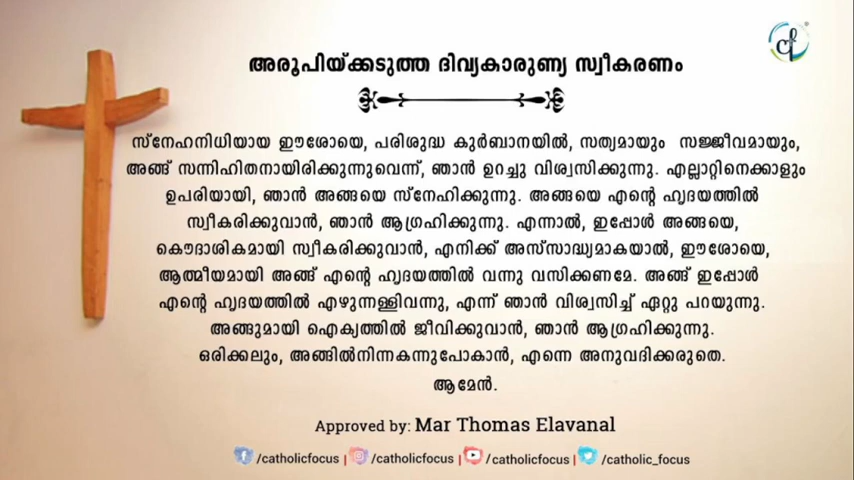 cf
അരൂപിയ്ക്കടുത്ത ദിവ്യകാരുണ്യ സ്വീകരണം
സ്നേഹനിധിയായ ഈശോയെ, പരിശുദ്ധ കുർബാനയിൽ, സത്യമായും സജ്ജീവമായും,
അങ്ങ് സന്നിഹിതനായിരിക്കുന്നുവെന്ന്, ഞാൻ ഉറച്ചു വിശ്വസിക്കുന്നു. എല്ലാറ്റിനെക്കാളും
ഉപരിയായി, ഞാൻ അങ്ങയെ സ്നേഹിക്കുന്നു. അങ്ങയെ എന്റെ ഹൃദയത്തിൽ
സ്വീകരിക്കുവാൻ, ഞാൻ ആഗ്രഹിക്കുന്നു. എന്നാൽ, ഇപ്പോൾ അങ്ങയെ,
കൌദാശികമായി സ്വീകരിക്കുവാൻ, എനിക്ക് അസ്സാദ്ധ്യമാകയാൽ, ഈശോയെ,
ആത്മീയമായി അങ്ങ് എന്റെ ഹൃദയത്തിൽ വന്നു വസിക്കണമേ. അങ്ങ് ഇപ്പോൾ
എന്റെ ഹൃദയത്തിൽ എഴുന്നള്ളിവന്നു, എന്ന് ഞാൻ വിശ്വസിച്ച് ഏറ്റു പറയുന്നു.
അങ്ങുമായി ഐക്യത്തിൽ ജീവിക്കുവാൻ, ഞാൻ ആഗ്രഹിക്കുന്നു.
ഒരിക്കലും, അങ്ങിൽനിന്നകന്നുപോകാൻ, എന്നെ അനുവദിക്കരുതെ.
ആമേൻ.
Approved by: Mar Thomas Elavanal
/catholicfocus | /catholicfocus | /catholicfocus | /catholic_focus